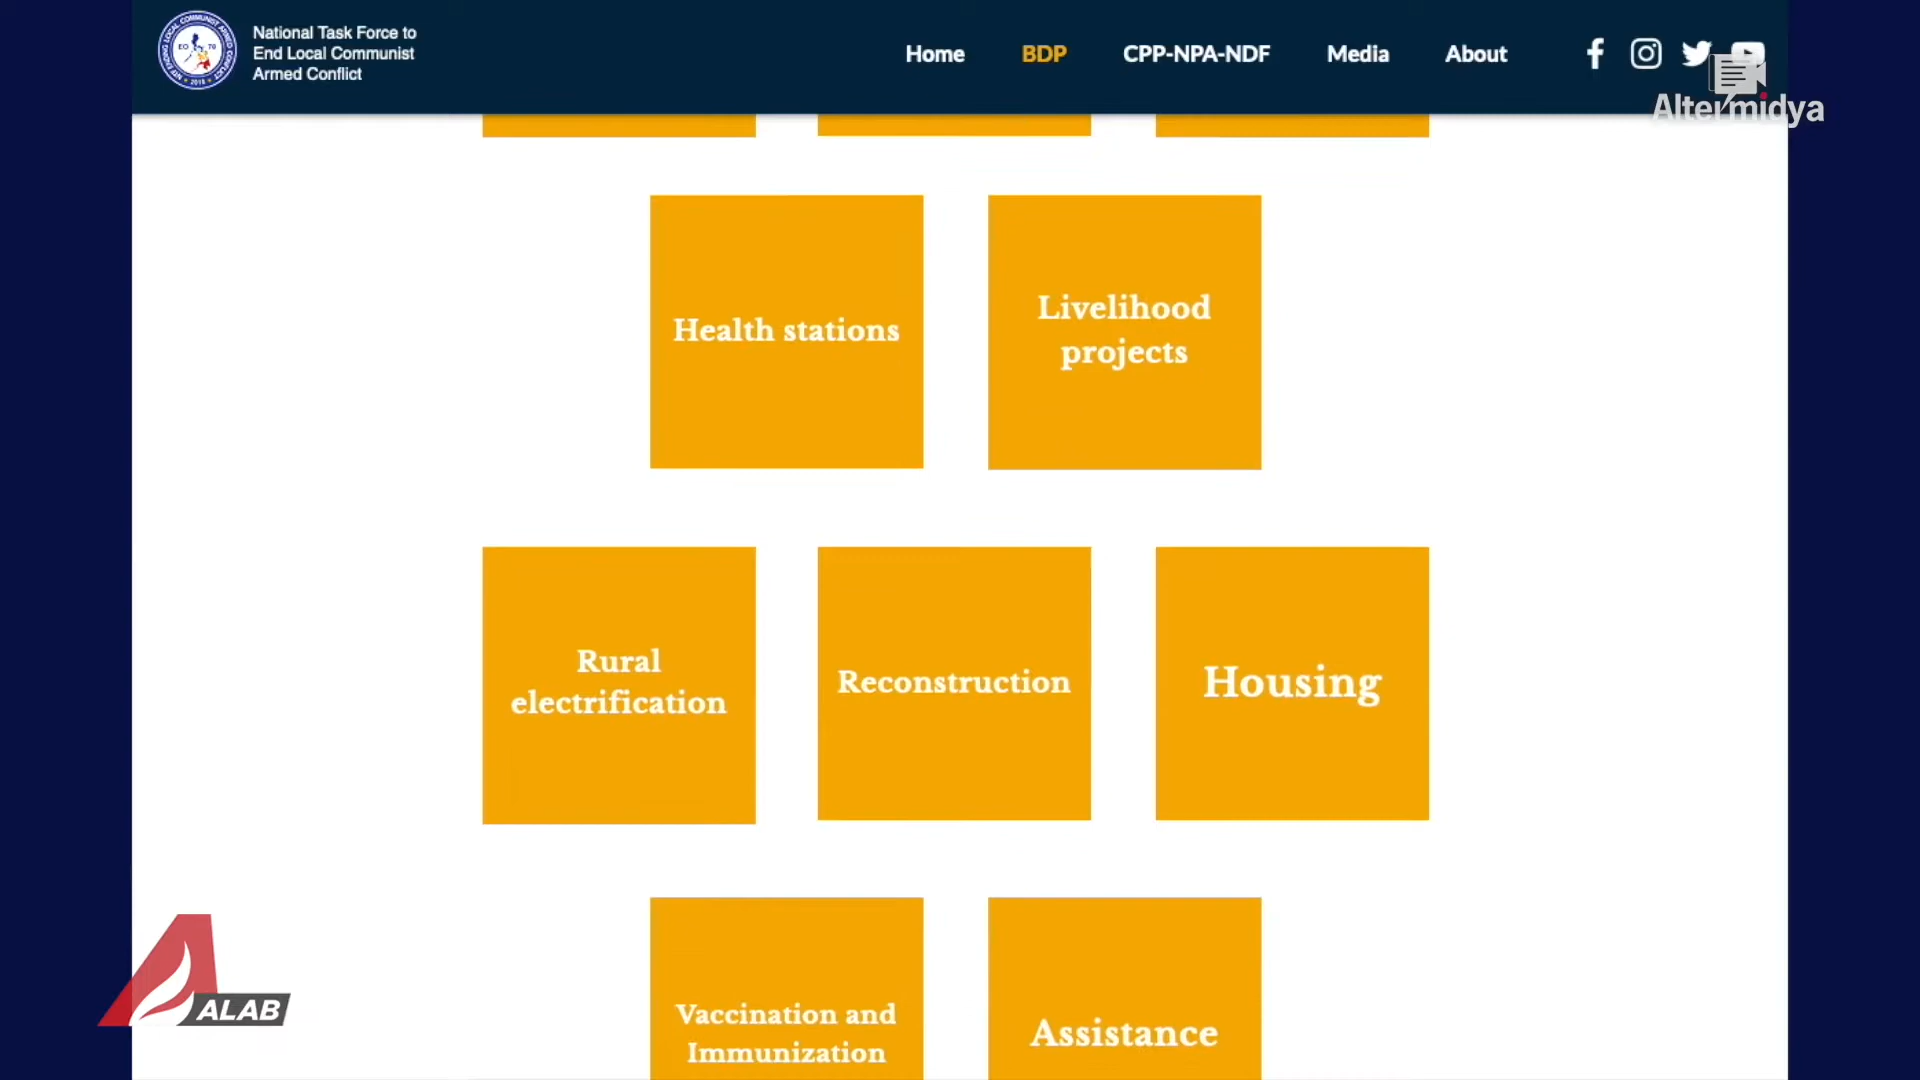 National Task Force to
End Local Communist
Armed Conflict
Home
BDP
CPP-NPA-NDF
Media
About
Altermidya
Health stations
Livelihood
projects
Rural
electrification
Reconstruction
Housing
Vaccination and
Immunization
Assistance
ALAB